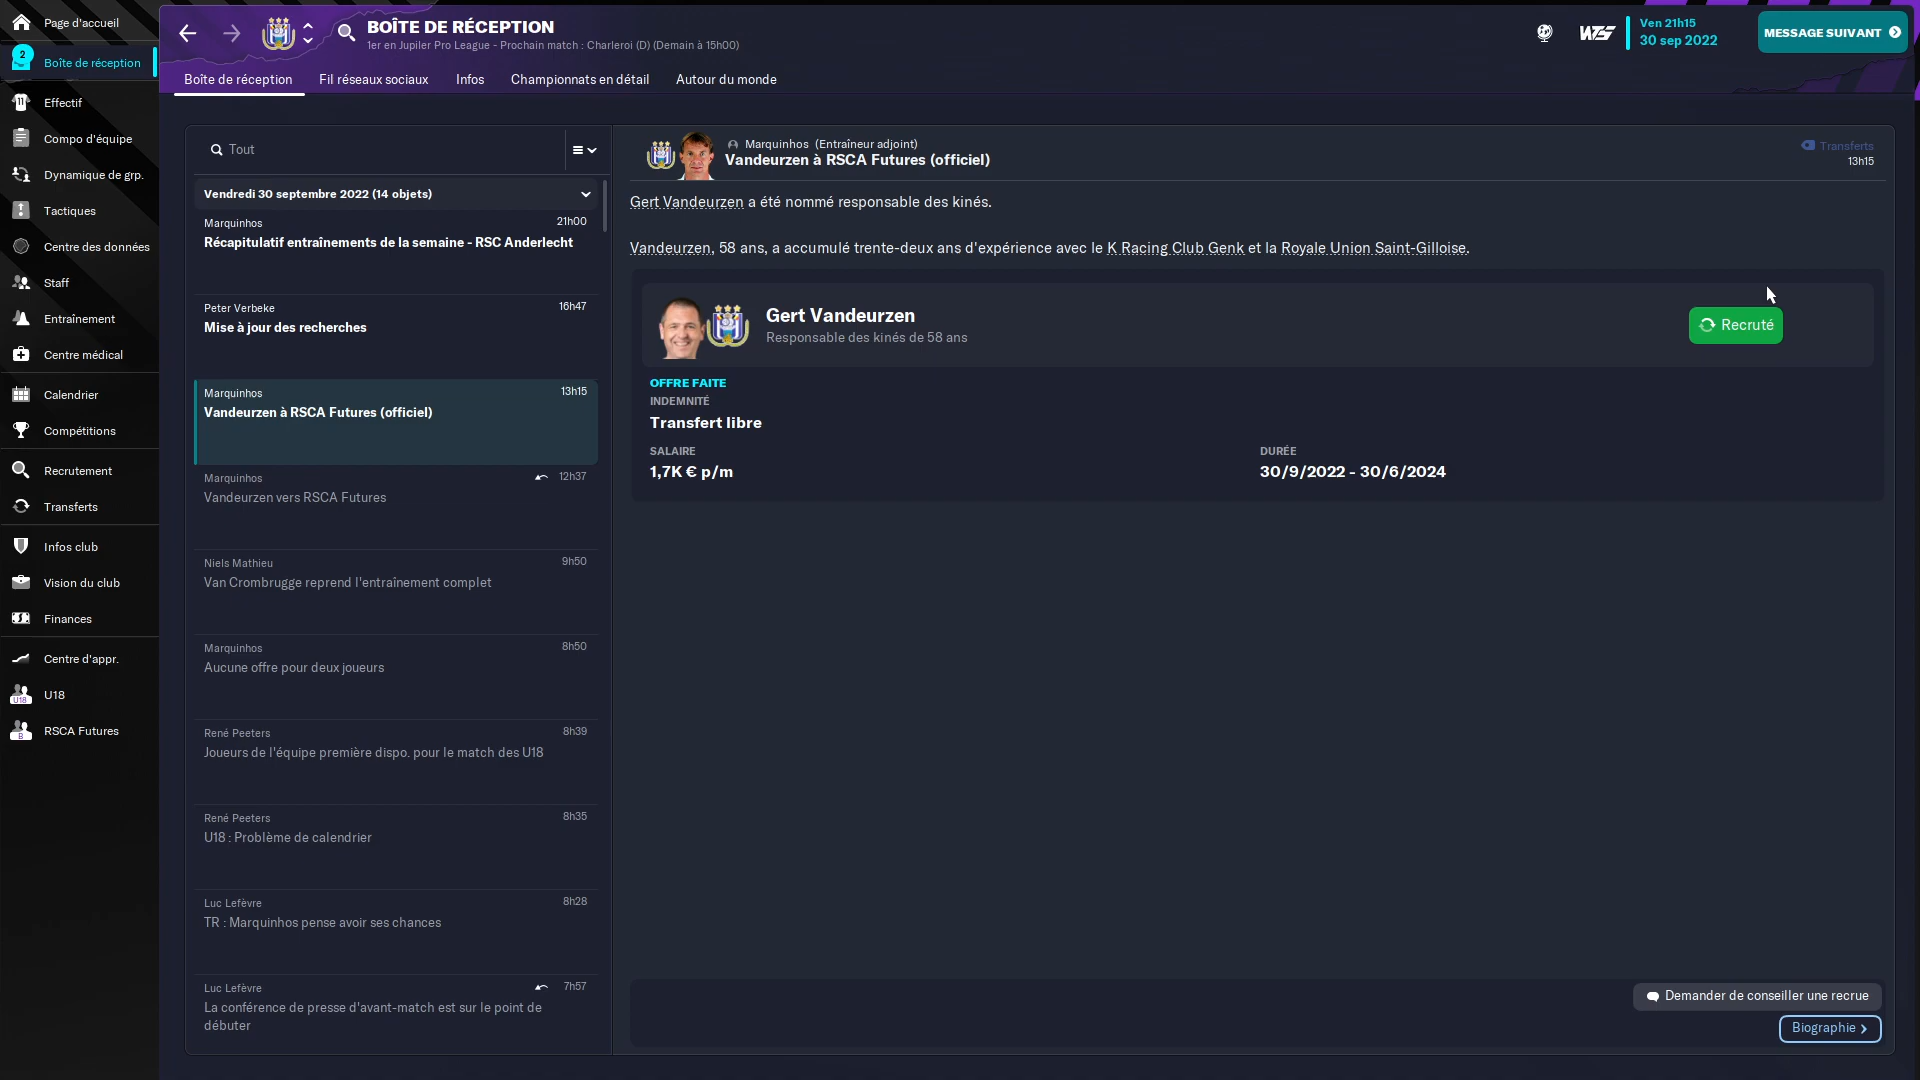 Page d'accueil
2
Boîte de réception
Effectif
Compo d'équipe
Dynamique de grp.
Tactiques
Centre des données
Staff
Entraînement
Centre médical
Calendrier
Compétitions
Recrutement
Transferts
Infos club
Vision du club
Finances
Centre d'appr.
U18
U18
B
RSCA Futures
BOÎTE DE RÉCEPTION
1er en Jupiler Pro League - Prochain match : Charleroi (D) (Demain à 15h00)
Ven 21h15
30 sep 2022
MESSAGE SUIVANT
Boîte de réception
Fil réseaux sociaux
Infos
Championnats en détail
Autour du monde
Tout
Vendredi 30 septembre 2022 (14 objets)
Marquinhos 21h00
Récapitulatif entraînements de la semaine - RSC Anderlecht
Peter Verbeke 16h47
Mise à jour des recherches
Marquinhos 13h15
Vandeurzen à RSCA Futures (officiel)
Marquinhos 12h37
Vandeurzen vers RSCA Futures
Niels Mathieu 9h50
Van Crombrugge reprend l'entraînement complet
Marquinhos 8h50
Aucune offre pour deux joueurs
René Peeters 8h39
Joueurs de l'équipe première dispo. pour le match des U18
René Peeters 8h35
U18 : Problème de calendrier
Luc Lefèvre 8h28
TR : Marquinhos pense avoir ses chances
Luc Lefèvre 7h57
La conférence de presse d'avant-match est sur le point de
débuter
Marquinhos (Entraîneur adjoint)
Vandeurzen à RSCA Futures (officiel)
Transferts
13h15
Gert Vandeurzen a été nommé responsable des kinés.
Vandeurzen, 58 ans, a accumulé trente-deux ans d'expérience avec le K Racing Club Genk et la Royale Union Saint-Gilloise.
Gert Vandeurzen
Responsable des kinés de 58 ans
Recruté
OFFRE FAITE
INDEMNITÉ
Transfert libre
SALAIRE
1,7K € p/m
DURÉE
30/9/2022 - 30/6/2024
Demander de conseiller une recrue
Biographie